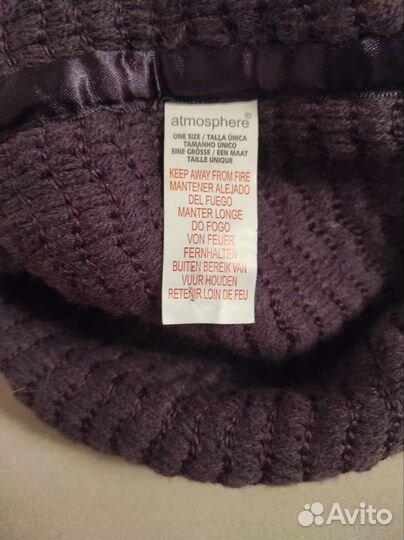 atmosphere®
ONE SIZE / TALLA ÚNICA
TAMANHO ÚNICO
EINE GRÖSSE / EEN MAAT
TAILLE UNIQUE
KEEP AWAY FROM FIRE
MANTENER ALEJADO
DEL FUEGO
MANTER LONGE
DO FOGO
VON FEUER
FERNHALTEN
BUITEN BEREIK VAN
VUUR HOUDEN
RETENIR LOIN DE FEU
Avito